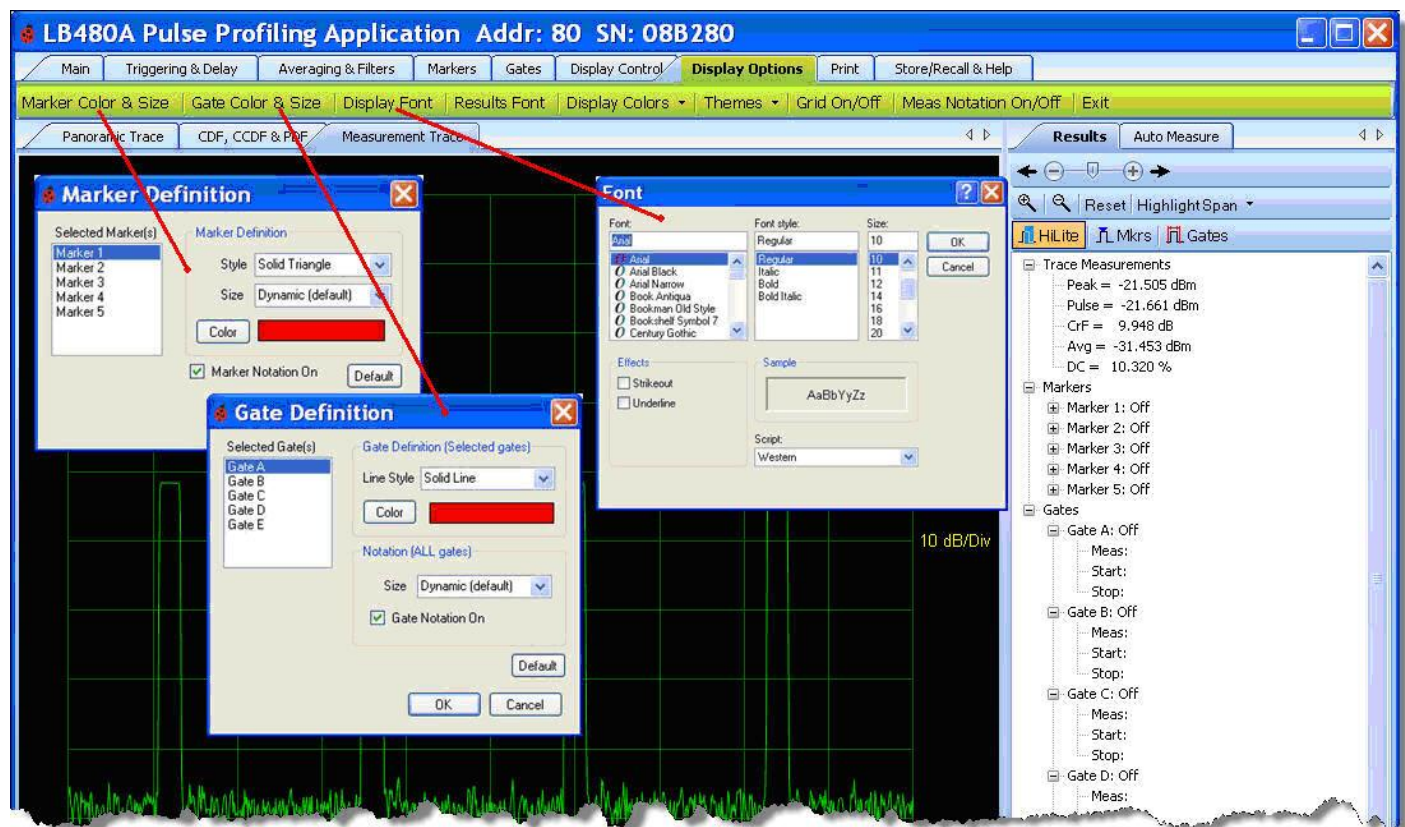 LB480A Pulse Profiling Application Addr: 80 SN: 08B280
Main Triggering & Delay Averaging & Filters Markers Gates Display Control Display Options Print Store/Recall & Help
Marker Color & Size Gate Color & Size Display Font Results Font Display Colors Themes Grid On/Off Meas Notation On/Off Exit
Panoramic Trace CDF, CCDF & PDF Measurement Trace
Results Auto Measure
Reset Highlight Span
HiLite Mkrs Gates
Marker Definition
Selected Marker(s)
Marker 1
Marker 2
Marker 3
Marker 4
Marker 5
Marker Definition
Style Solid Triangle
Size Dynamic (default)
Color
Marker Notation On
Default
Gate Definition
Selected Gate(s)
Gate A
Gate B
Gate C
Gate D
Gate E
Gate Definition (Selected gates)
Line Style Solid Line
Color
Notation (ALL gates)
Size Dynamic (default)
Gate Notation On
Default
OK Cancel
Font
Font:
Arial
Arial
Arial Black
Arial Narrow
Book Antiqua
Bookman Old Style
Bookshelf Symbol 7
Century Gothic
Font style:
Regular
Regular
Italic
Bold
Bold Italic
Size:
10
10
11
12
14
16
18
20
OK
Cancel
Effects
Strikeout
Underline
Sample
AaBbYyZz
Script:
Western
10 dB/Div
Trace Measurements
Peak = -21.505 dBm
Pulse = -21.661 dBm
CrF = 9.948 dB
Avg = -31.453 dBm
DC = 10.320 %
Markers
Marker 1: Off
Marker 2: Off
Marker 3: Off
Marker 4: Off
Marker 5: Off
Gates
Gate A: Off
Meas:
Start:
Stop:
Gate B: Off
Meas:
Start:
Stop:
Gate C: Off
Meas:
Start:
Stop:
Gate D: Off
Meas: